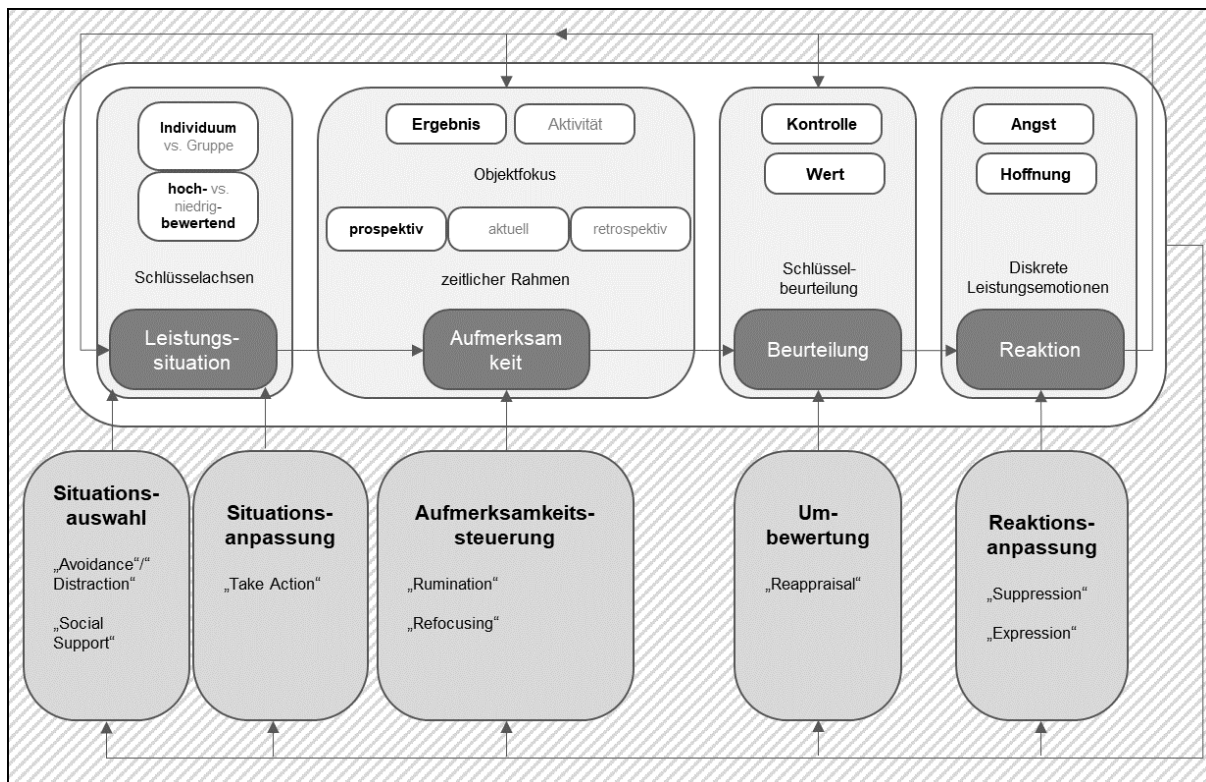 Individuum
vs. Gruppe
hoch- vs.
niedrig-
bewertend
Schlüsselachsen
Leistungs-
situation
Ergebnis
Aktivität
Objektfokus
prospektiv
aktuell
retrospektiv
zeitlicher Rahmen
Aufmerksam
keit
Kontrolle
Wert
Schlüssel-
beurteilung
Beurteilung
Angst
Hoffnung
Diskrete
Leistungsemotionen
Reaktion
Situations-
auswahl
„Avoidance“/“
Distraction“
„Social
Support“
Situations-
anpassung
„Take Action“
Aufmerksamkeits-
steuerung
„Rumination“
„Refocusing“
Um-
bewertung
„Reappraisal“
Reaktions-
anpassung
„Suppression“
„Expression“